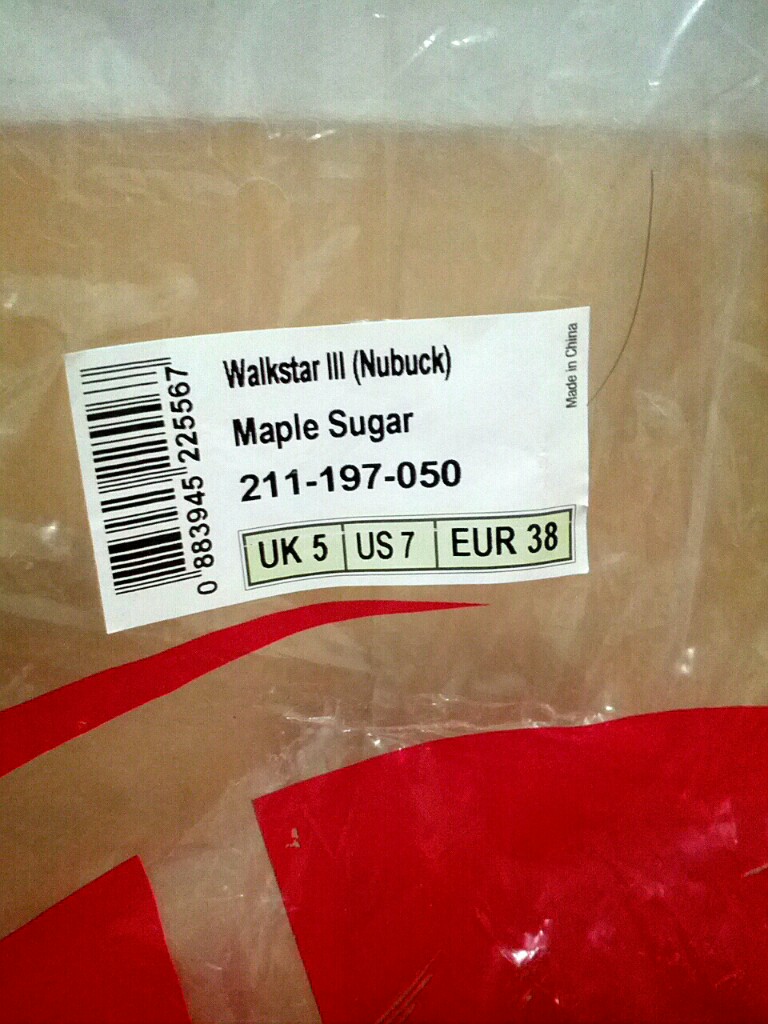 Walkstar III (Nubuck)
Maple Sugar
211-197-050
UK 5 US 7 EUR 38
0 883945 225567
Made in China